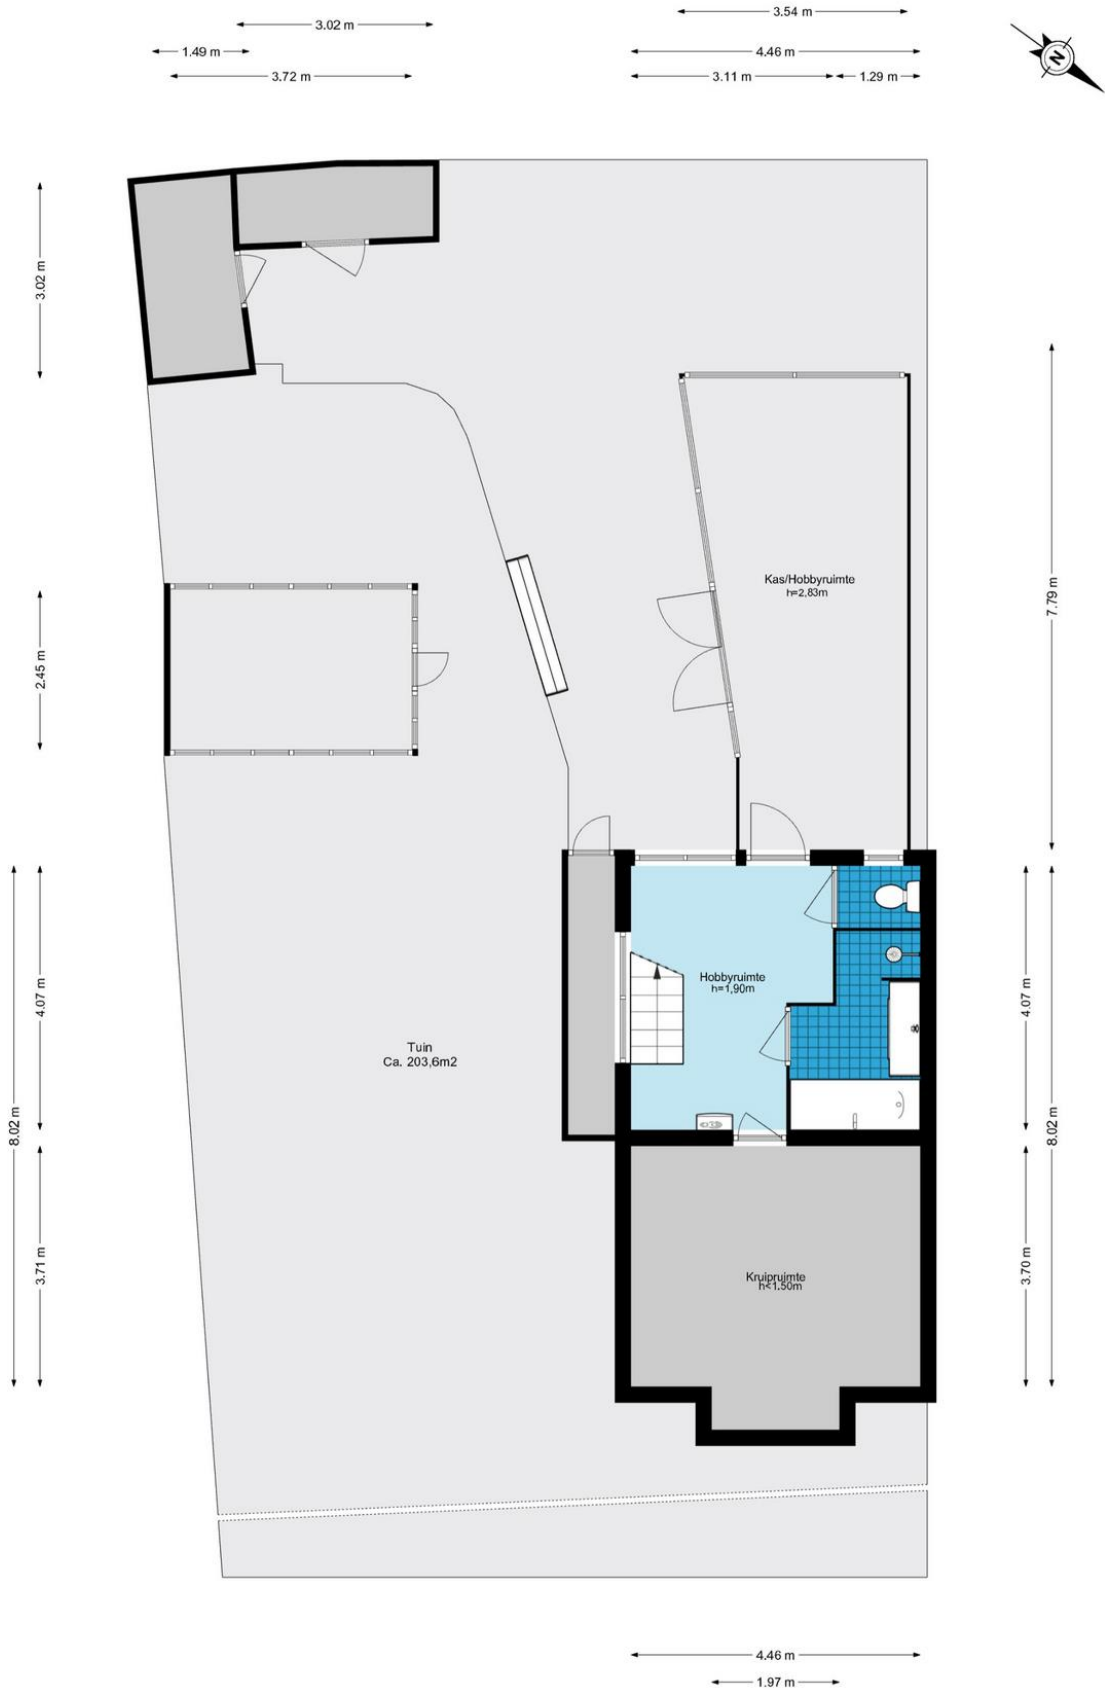 3.02 m
3.54 m
1.49 m
4.46 m
3.72 m
3.11 m
1.29 m
N
3.02 m
7.79 m
2.45 m
Kas/Hobbyruimte
h=2,83m
8.02 m
4.07 m
Hobbyruimte
h=1,90m
4.07 m
8.02 m
Tuin
Ca. 203,6m2
3.71 m
Kruipruimte
h<1.50m
3.70 m
4.46 m
1.97 m